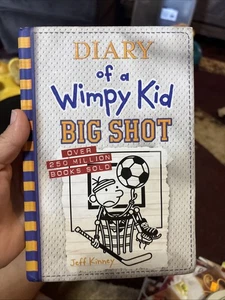 DIARY
of a
Wimpy Kid
BIG SHOT
OVER
250 MILLION
BOOKS SOLD
Jeff Kinney